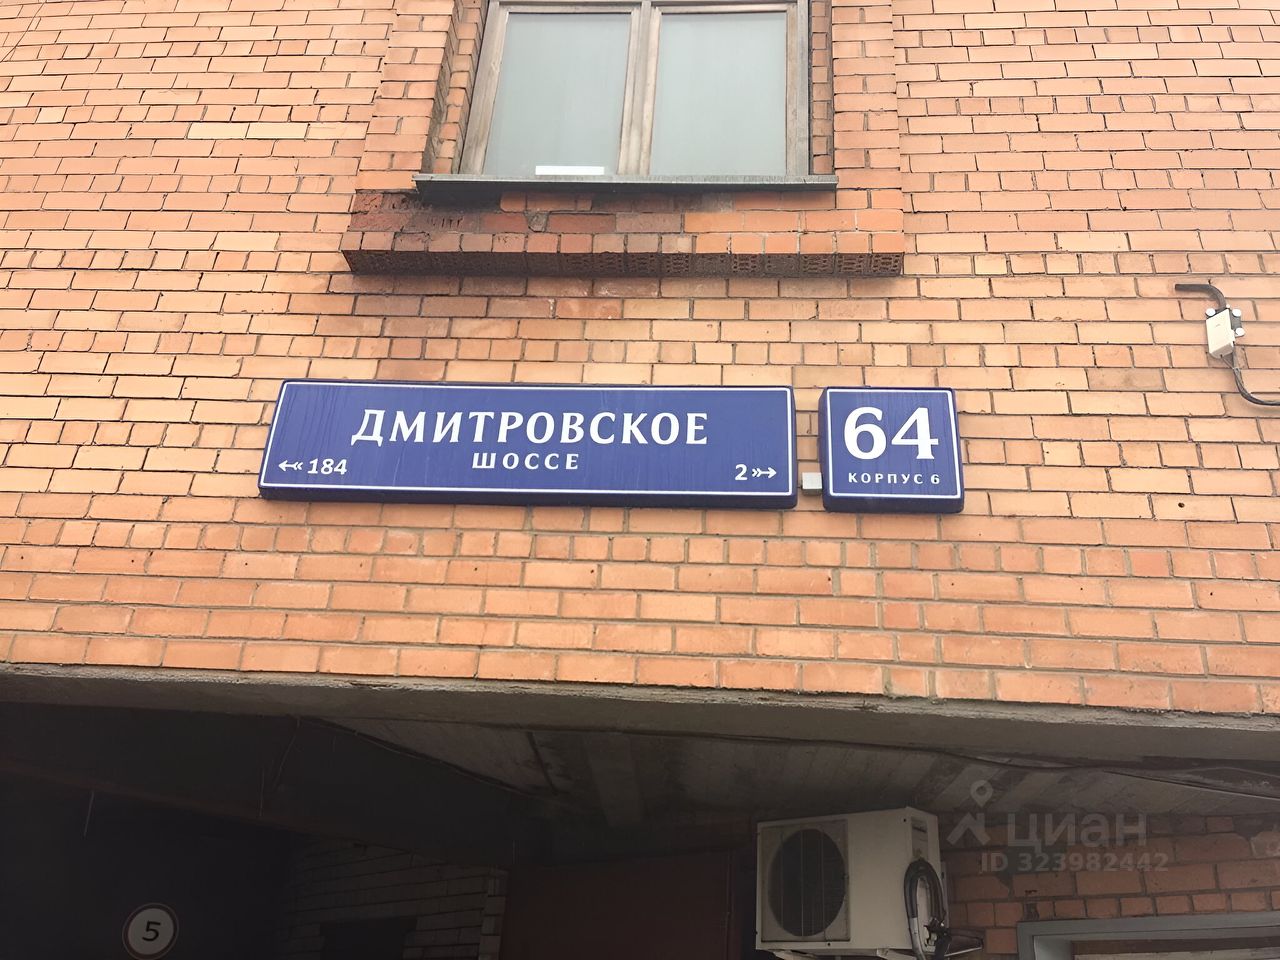 ДМИТРОВСКОЕ
ШОССЕ
184
2
64
КОРПУС 6
циан
ID 323982442
5